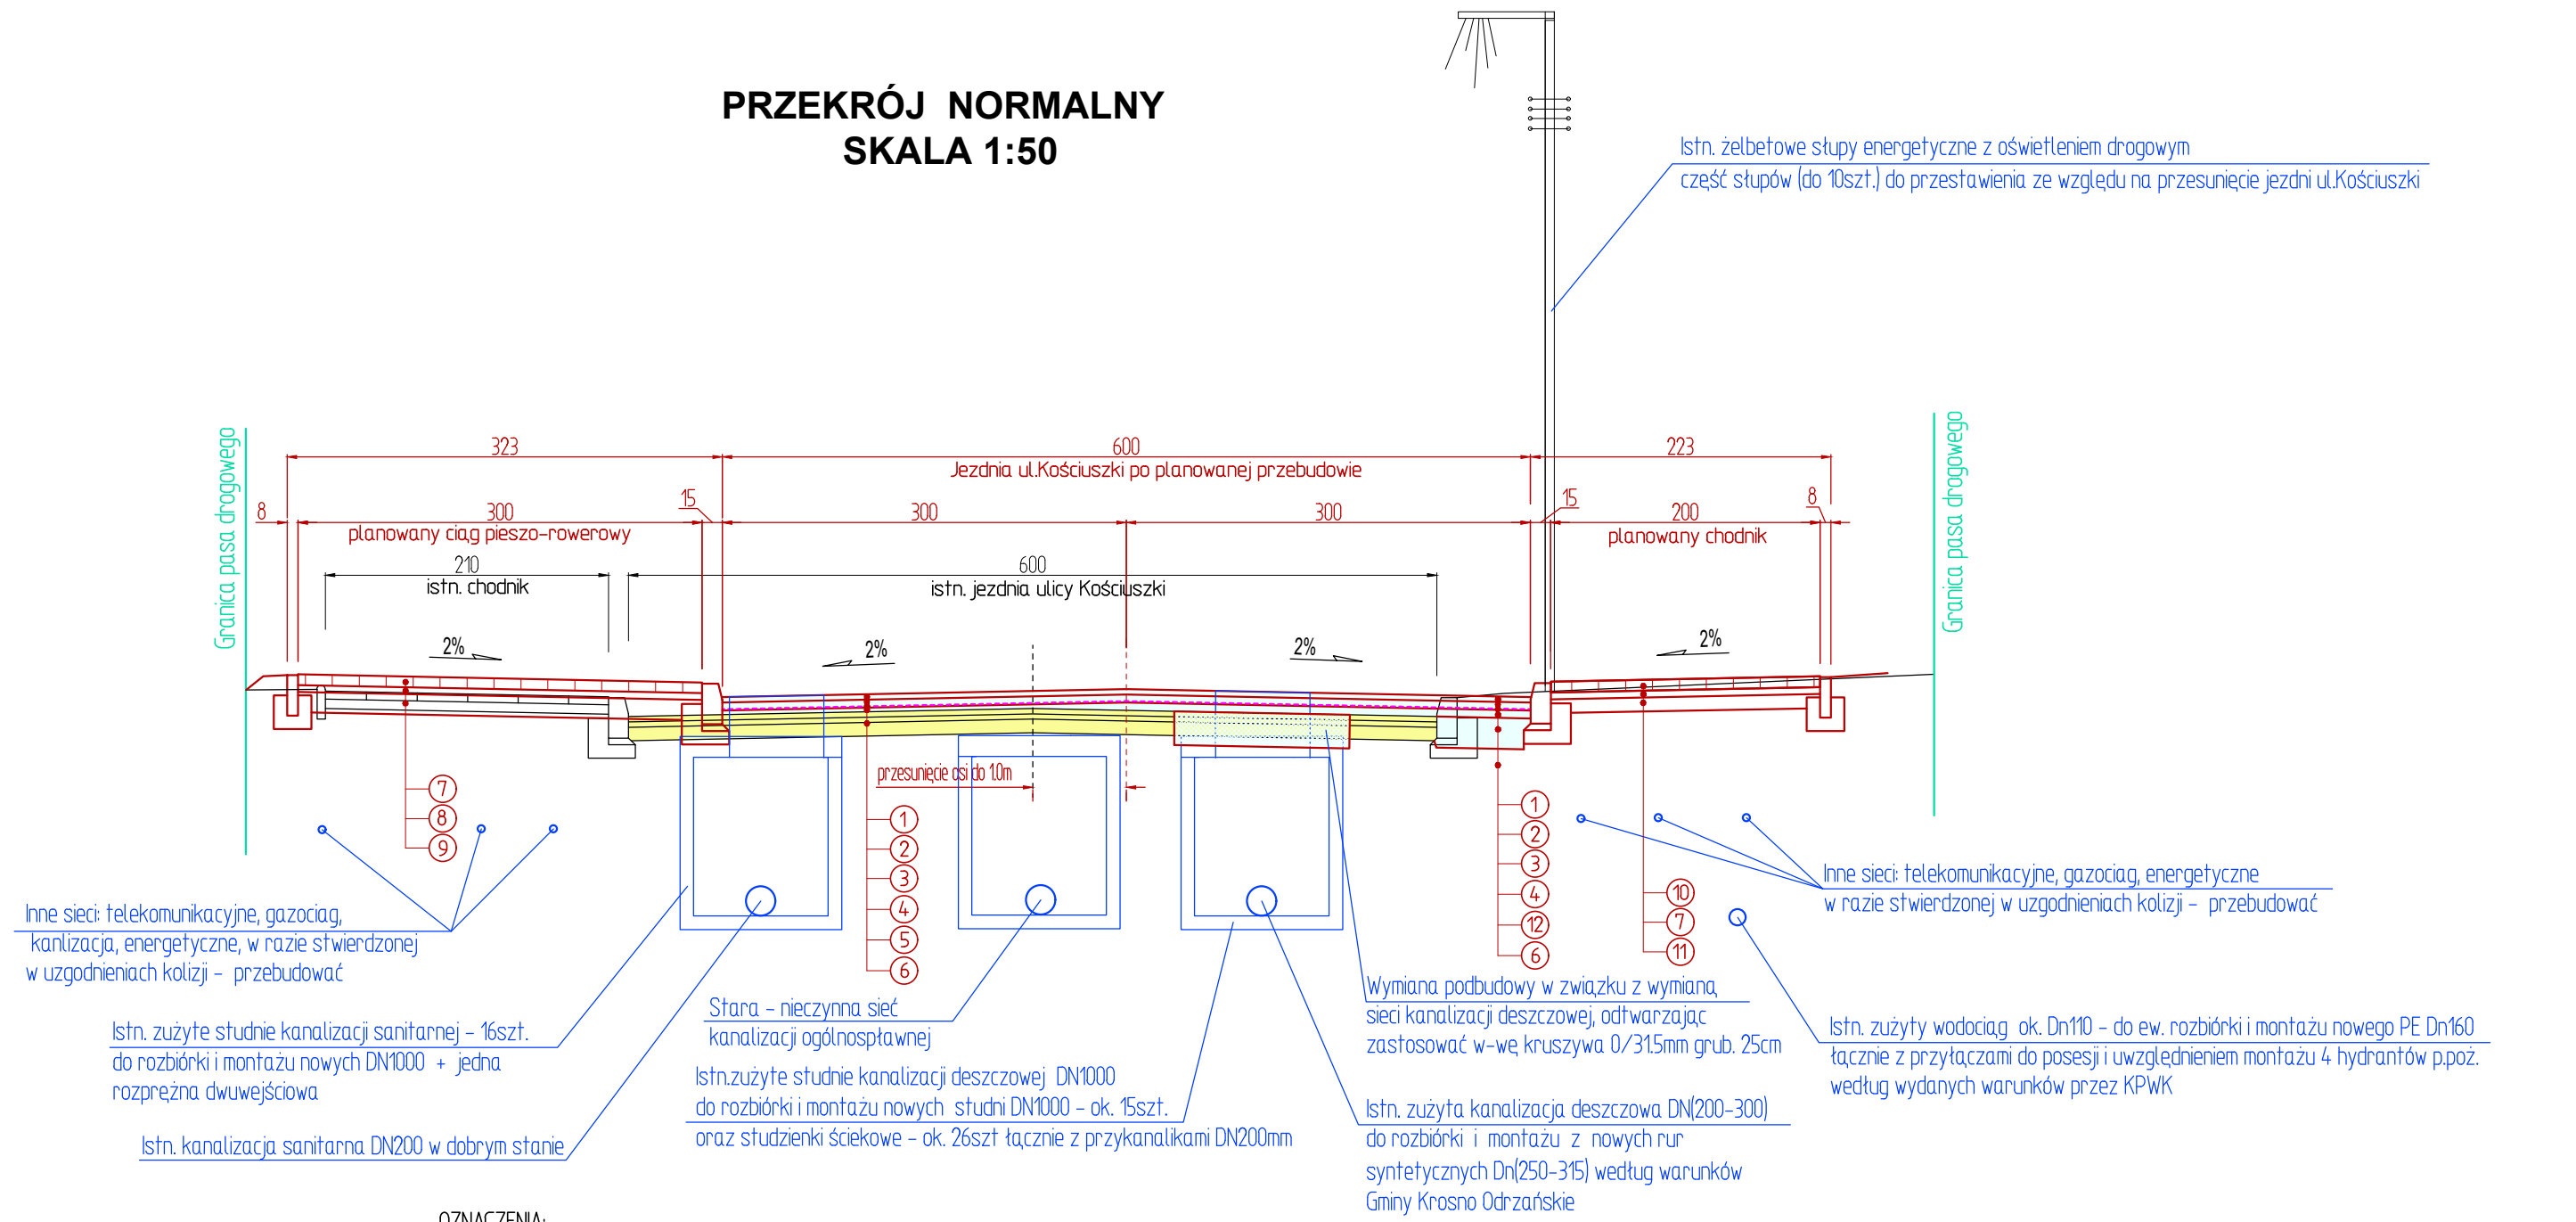 PRZEKRÓJ NORMALNY
SKALA 1:50
Istn. żelbetowe słupy energetyczne z oświetleniem drogowym
część słupów (do 10szt.) do przestawienia ze względu na przesunięcie jezdni ul.Kościuszki
Granica pasa drogowego
Granica pasa drogowego
323
600
223
Jezdnia ul.Kościuszki po planowanej przebudowie
8
300
15
300
300
15
200
8
planowany ciąg pieszo-rowerowy
planowany chodnik
210
600
istn. chodnik
istn. jezdnia ulicy Kościuszki
2%
2%
2%
2%
przesunięcie osi do 1.0m
7
8
9
1
2
3
4
5
6
1
2
3
4
12
6
10
7
11
Inne sieci: telekomunikacyjne, gazociąg,
kanlizacja, energetyczne, w razie stwierdzonej
w uzgodnieniach kolizji - przebudować
Inne sieci: telekomunikacyjne, gazociąg, energetyczne
w razie stwierdzonej w uzgodnieniach kolizji - przebudować
Istn. zużyte studnie kanalizacji sanitarnej - 16szt.
do rozbiórki i montażu nowych DN1000 + jedna
rozprężna dwuwejściowa
Istn. kanalizacja sanitarna DN200 w dobrym stanie
Stara - nieczynna sieć
kanalizacji ogólnospławnej
Istn.zużyte studnie kanalizacji deszczowej DN1000
do rozbiórki i montażu nowych studni DN1000 - ok. 15szt.
oraz studzienki ściekowe - ok. 26szt łącznie z przykanalikami DN200mm
Wymiana podbudowy w związku z wymianą
sieci kanalizacji deszczowej, odtwarzając
zastosować w-wę kruszywa 0/31.5mm grub. 25cm
Istn. zużyta kanalizacja deszczowa DN(200-300)
do rozbiórki i montażu z nowych rur
syntetycznych Dn(250-315) według warunków
Gminy Krosno Odrzańskie
Istn. zużyty wodociąg ok. Dn110 - do ew. rozbiórki i montażu nowego PE Dn160
łącznie z przyłączami do posesji i uwzględnieniem montażu 4 hydrantów p.poż.
według wydanych warunków przez KPWK
OZNACZENIA: